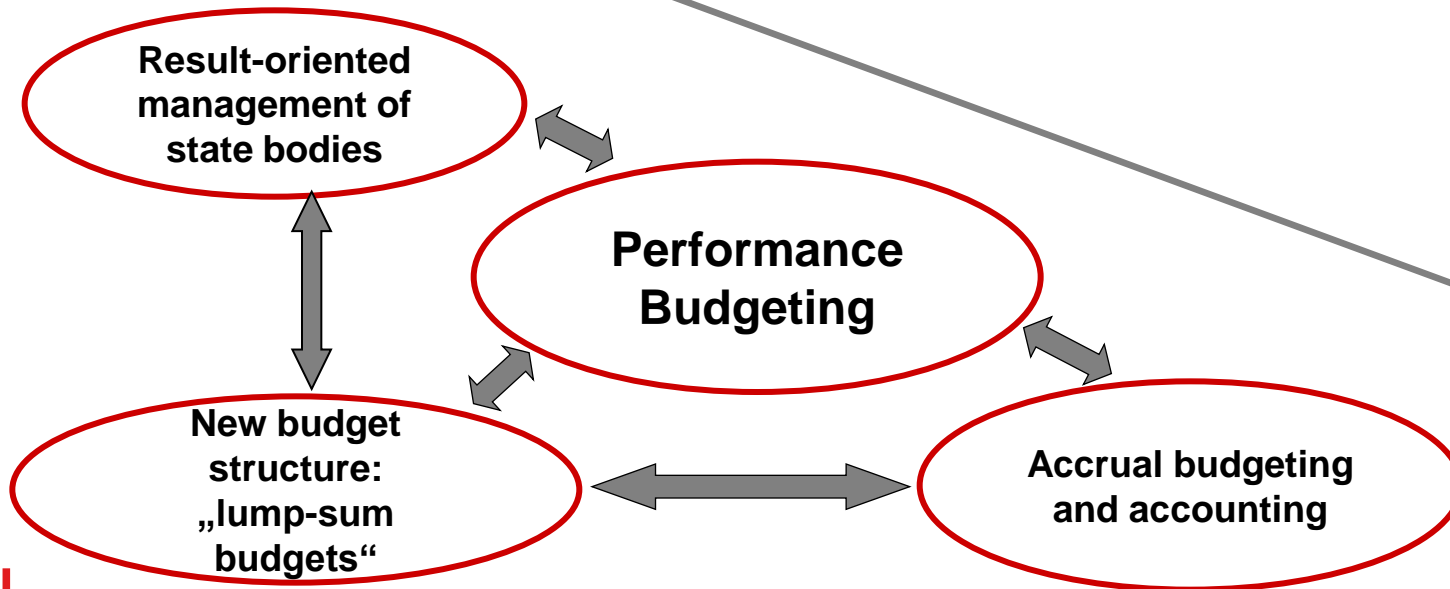 Result-oriented
management of
state bodies
Performance
Budgeting
New budget
structure:
„lump-sum
budgets“
Accrual budgeting
and accounting